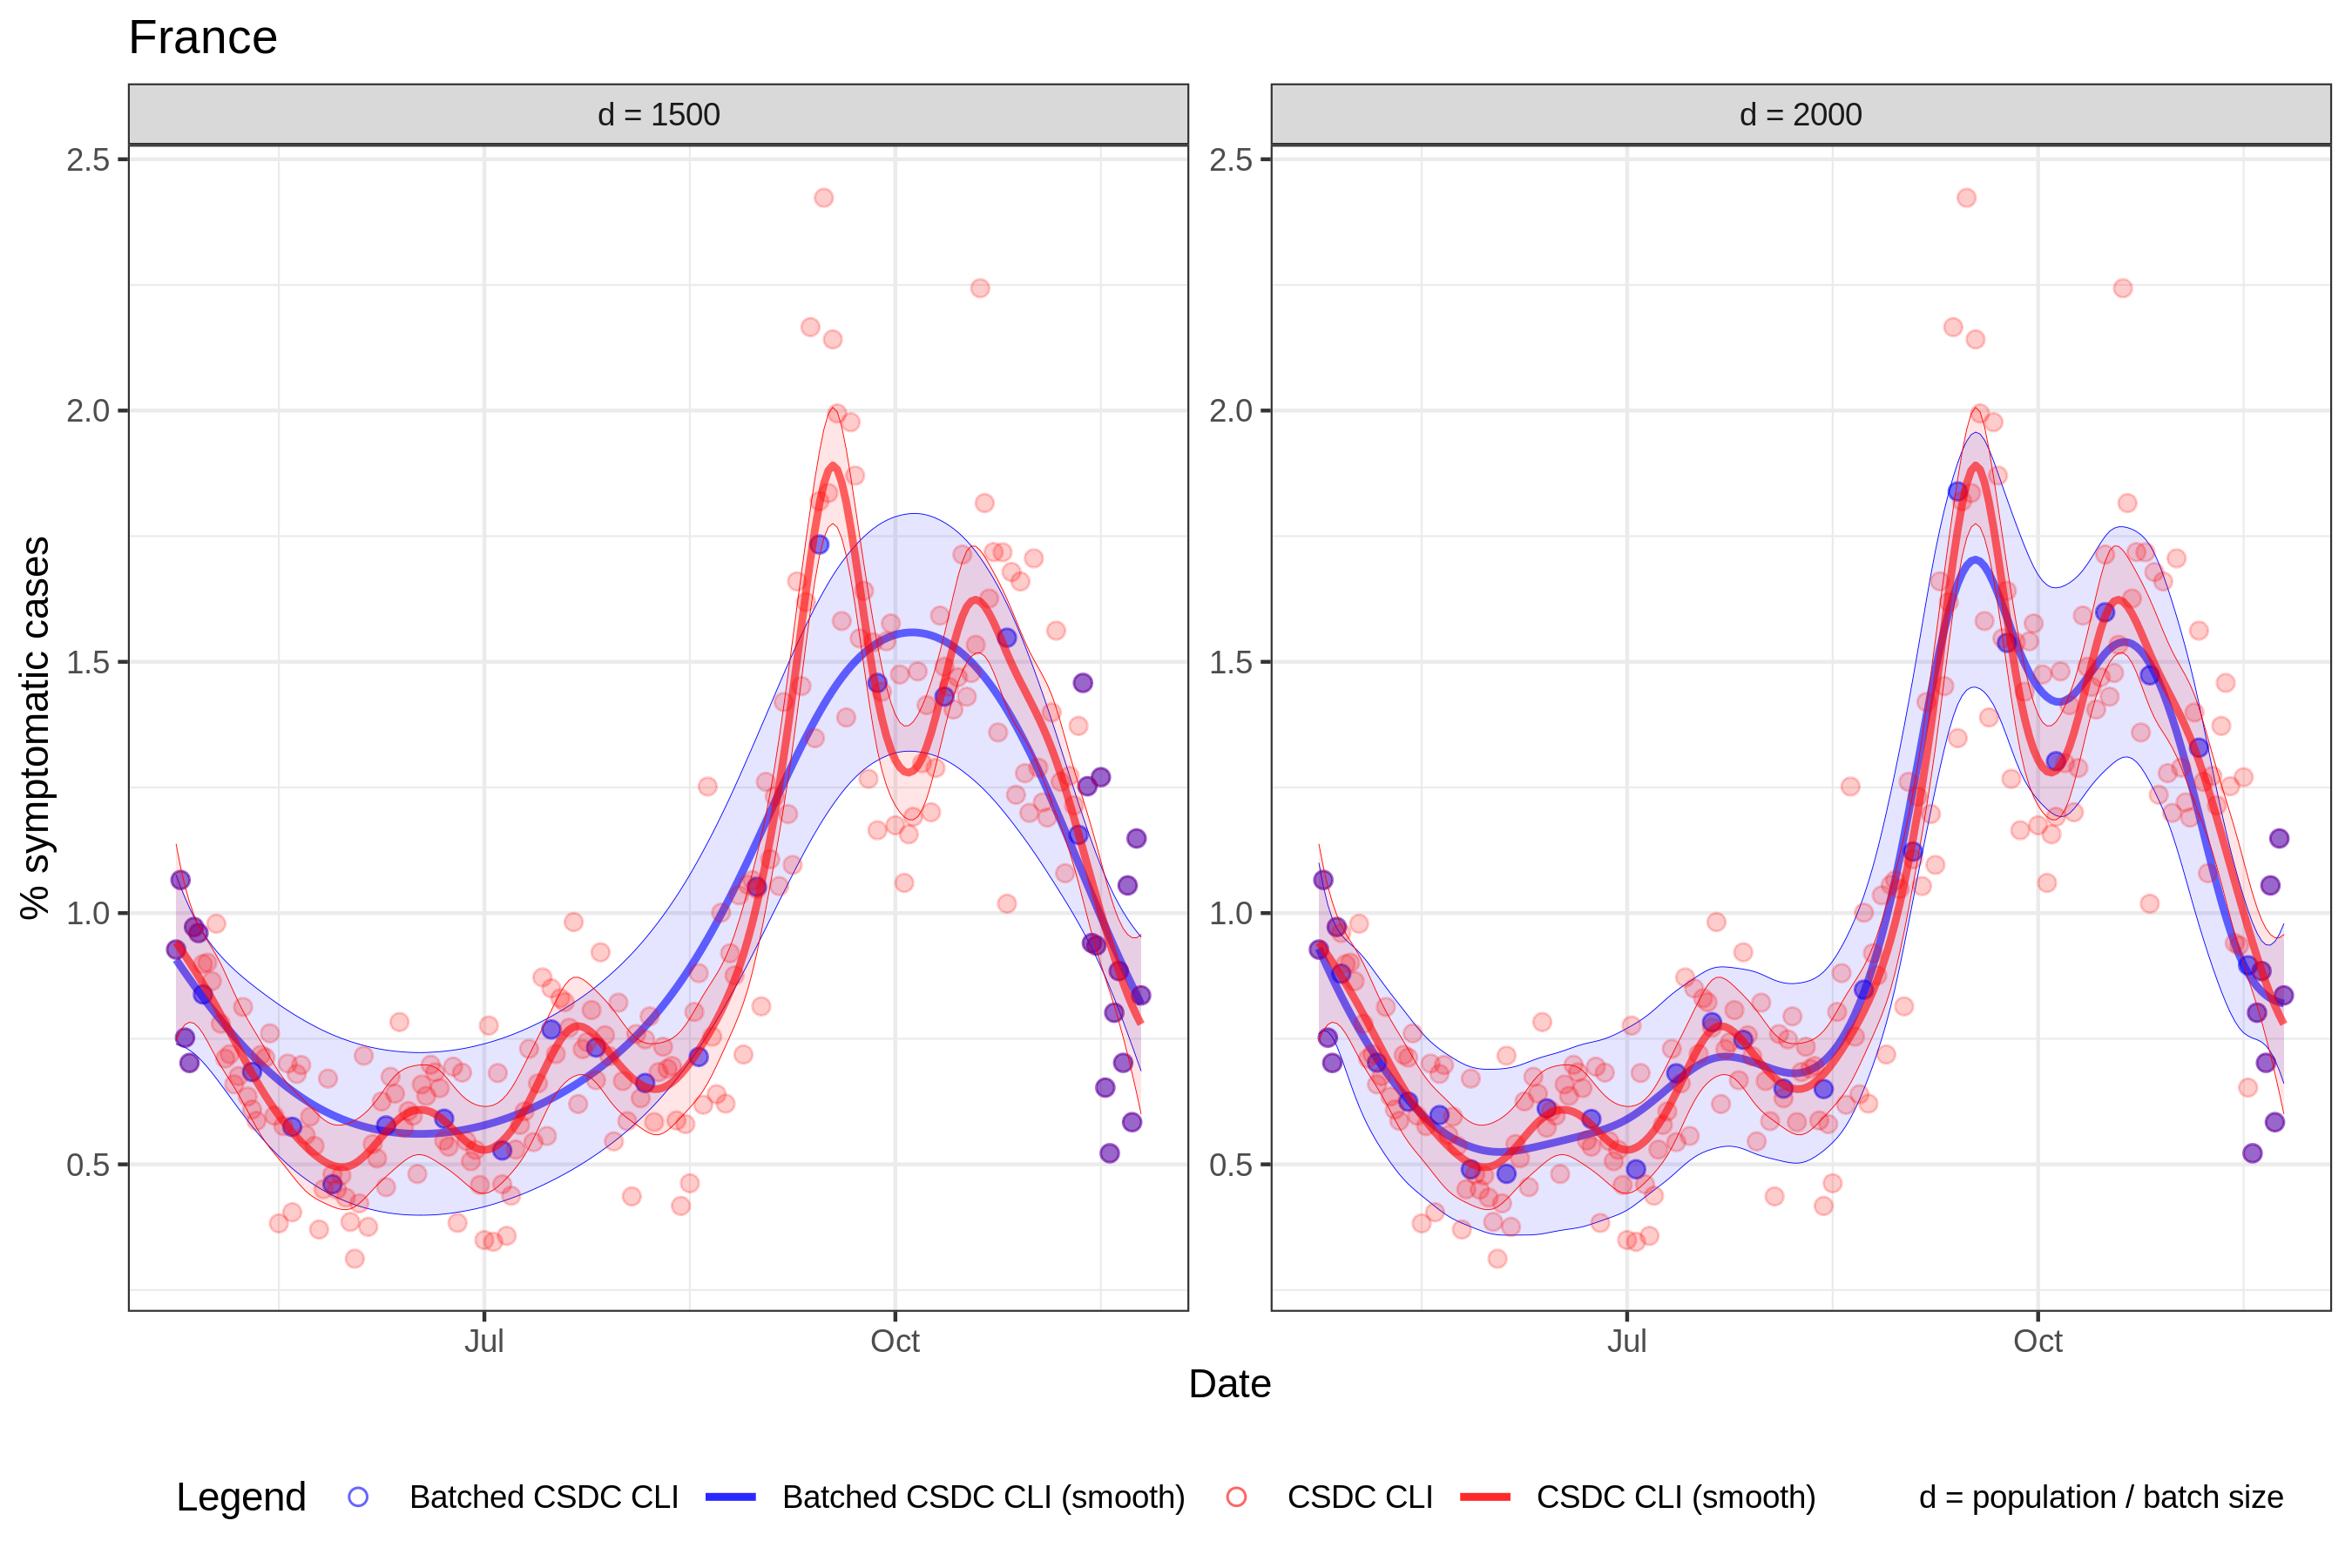 France
d = 1500
d = 2000
% symptomatic cases
2.5
2.0
1.5
1.0
0.5
2.5
2.0
1.5
1.0
0.5
Jul
Oct
Jul
Oct
Date
Legend
Batched CSDC CLI
Batched CSDC CLI (smooth)
CSDC CLI
CSDC CLI (smooth)
d = population / batch size